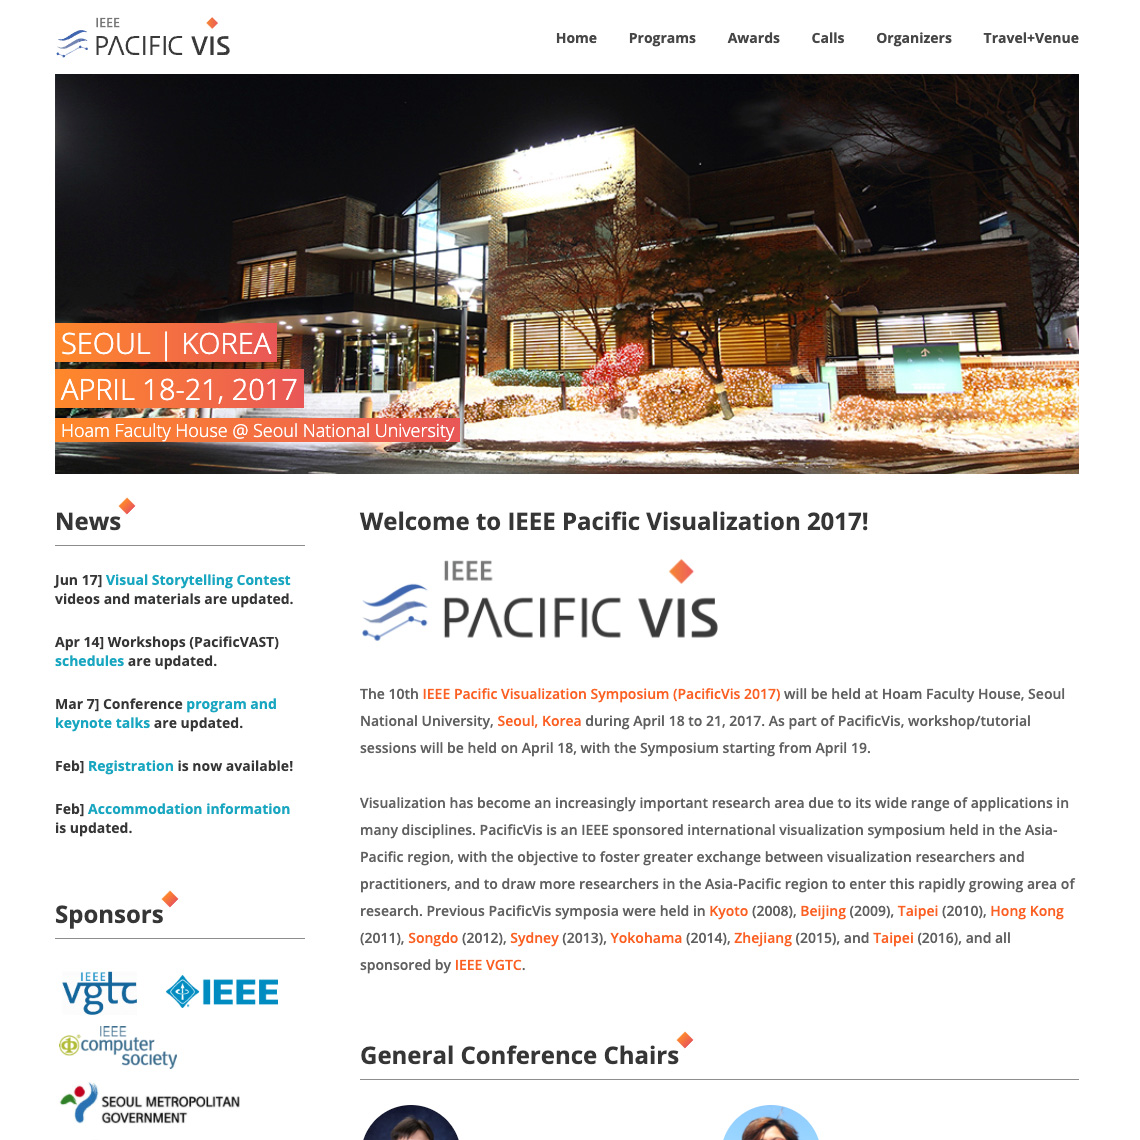 IEEE
PACIFIC VIS
Home Programs Awards Calls Organizers Travel+Venue
SEOUL | KOREA
APRIL 18-21, 2017
Hoam Faculty House @ Seoul National University
News
Jun 17] Visual Storytelling Contest
videos and materials are updated.
Apr 14] Workshops (PacificVAST)
schedules are updated.
Mar 7] Conference program and
keynote talks are updated.
Feb] Registration is now available!
Feb] Accommodation information
is updated.
Sponsors
IEEE
vgtc
IEEE
IEEE
computer
society
SEOUL METROPOLITAN
GOVERNMENT
Welcome to IEEE Pacific Visualization 2017!
IEEE
PACIFIC VIS
The 10th IEEE Pacific Visualization Symposium (PacificVis 2017) will be held at Hoam Faculty House, Seoul
National University, Seoul, Korea during April 18 to 21, 2017. As part of PacificVis, workshop/tutorial
sessions will be held on April 18, with the Symposium starting from April 19.
Visualization has become an increasingly important research area due to its wide range of applications in
many disciplines. PacificVis is an IEEE sponsored international visualization symposium held in the Asia-
Pacific region, with the objective to foster greater exchange between visualization researchers and
practitioners, and to draw more researchers in the Asia-Pacific region to enter this rapidly growing area of
research. Previous PacificVis symposia were held in Kyoto (2008), Beijing (2009), Taipei (2010), Hong Kong
(2011), Songdo (2012), Sydney (2013), Yokohama (2014), Zhejiang (2015), and Taipei (2016), and all
sponsored by IEEE VGTC.
General Conference Chairs